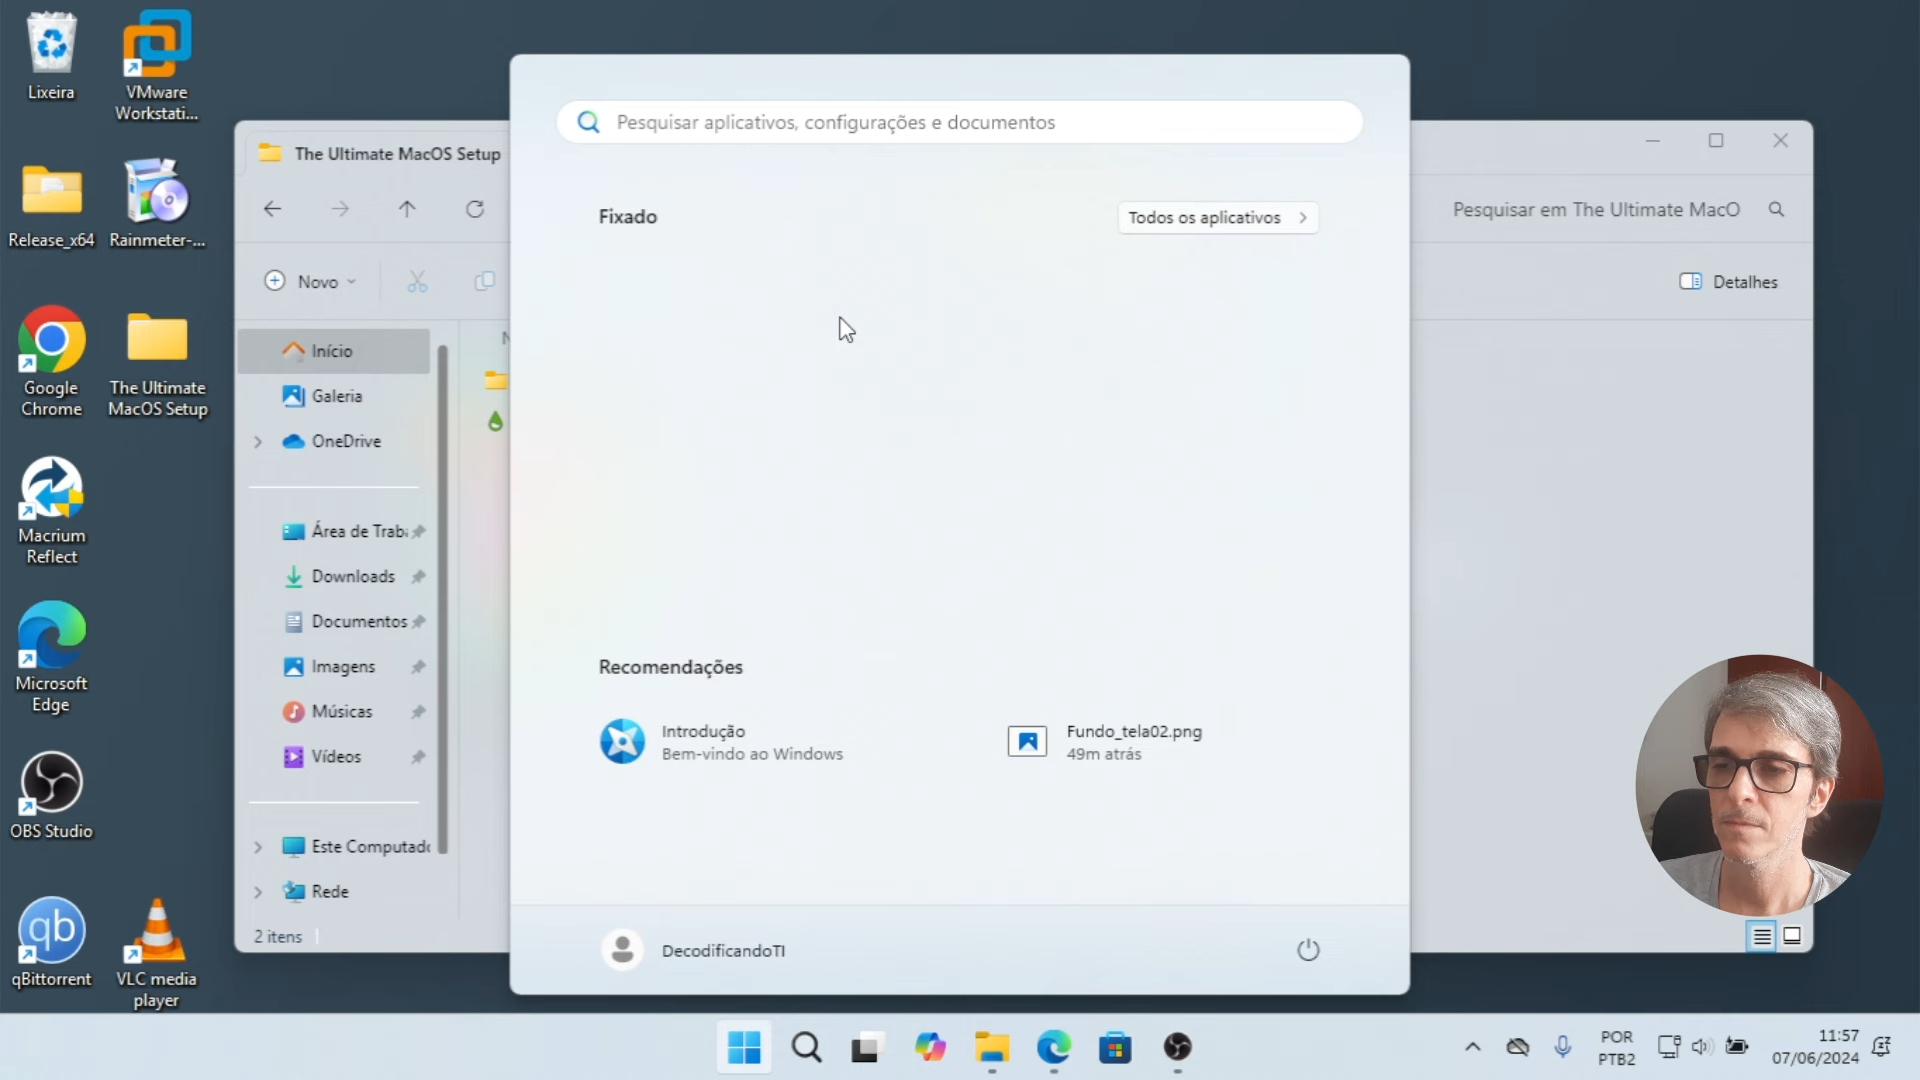 Lixeira
VMware
Workstati...
Release_x64
Rainmeter-...
Google
Chrome
The Ultimate
MacOS Setup
Macrium
Reflect
Microsoft
Edge
OBS Studio
qBittorrent
VLC media
player
The Ultimate MacOS Setup
Novo
Início
Galeria
OneDrive
Área de Trab
Downloads
Documentos
Imagens
Músicas
Vídeos
Este Computad
Rede
2 itens
Pesquisar aplicativos, configurações e documentos
Fixado
Todos os aplicativos
Recomendações
Introdução
Bem-vindo ao Windows
Fundo_tela02.png
49m atrás
DecodificandoTI
Pesquisar em The Ultimate MacO
Detalhes
POR
PTB2
11:57
07/06/2024